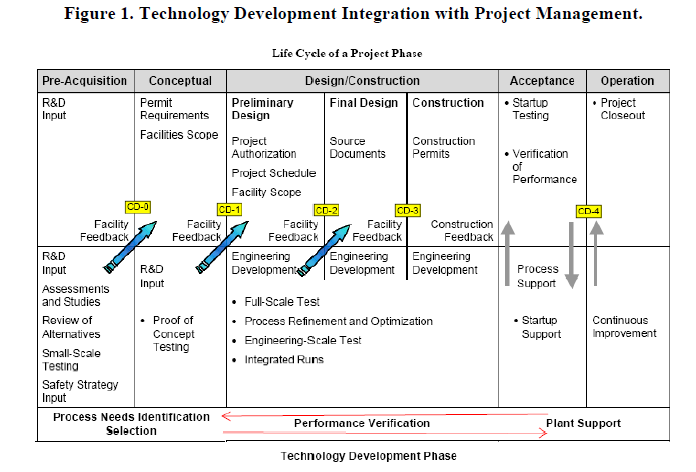 Figure 1. Technology Development Integration with Project Management.
Life Cycle of a Project Phase
Pre-Acquisition
Conceptual
Design/Construction
Acceptance
Operation
R&D
Input
Permit
Requirements
Facilities Scope
Preliminary
Design
Project
Authorization
Project Schedule
Facility Scope
Final Design
Source
Documents
Construction
Construction
Permits
• Startup
Testing
• Verification
of
Performance
• Project
Closeout
CD-0
CD-1
CD-2
CD-3
CD-4
Facility
Feedback
Facility
Feedback
Facility
Feedback
Facility
Feedback
Construction
Feedback
R&D
Input
Assessments
and Studies
Review of
Alternatives
Small-Scale
Testing
Safety Strategy
Input
R&D
Input
• Proof of
Concept
Testing
Engineering
Development
Engineering
Development
Engineering
Development
• Full-Scale Test
• Process Refinement and Optimization
• Engineering-Scale Test
• Integrated Runs
Process
Support
• Startup
Support
Continuous
Improvement
Process Needs Identification
Selection
Performance Verification
Plant Support
Technology Development Phase